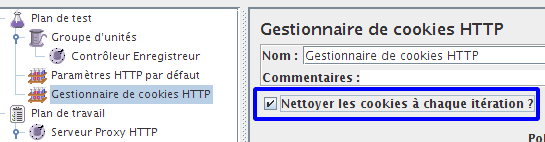 Plan de test
Groupe d'unités
Contrôleur Enregistreur
Paramètres HTTP par défaut
Gestionnaire de cookies HTTP
Plan de travail
Serveur Proxy HTTP
Gestionnaire de cookies HTTP
Nom : Gestionnaire de cookies HTTP
Commentaires :
Nettoyer les cookies à chaque itération ?